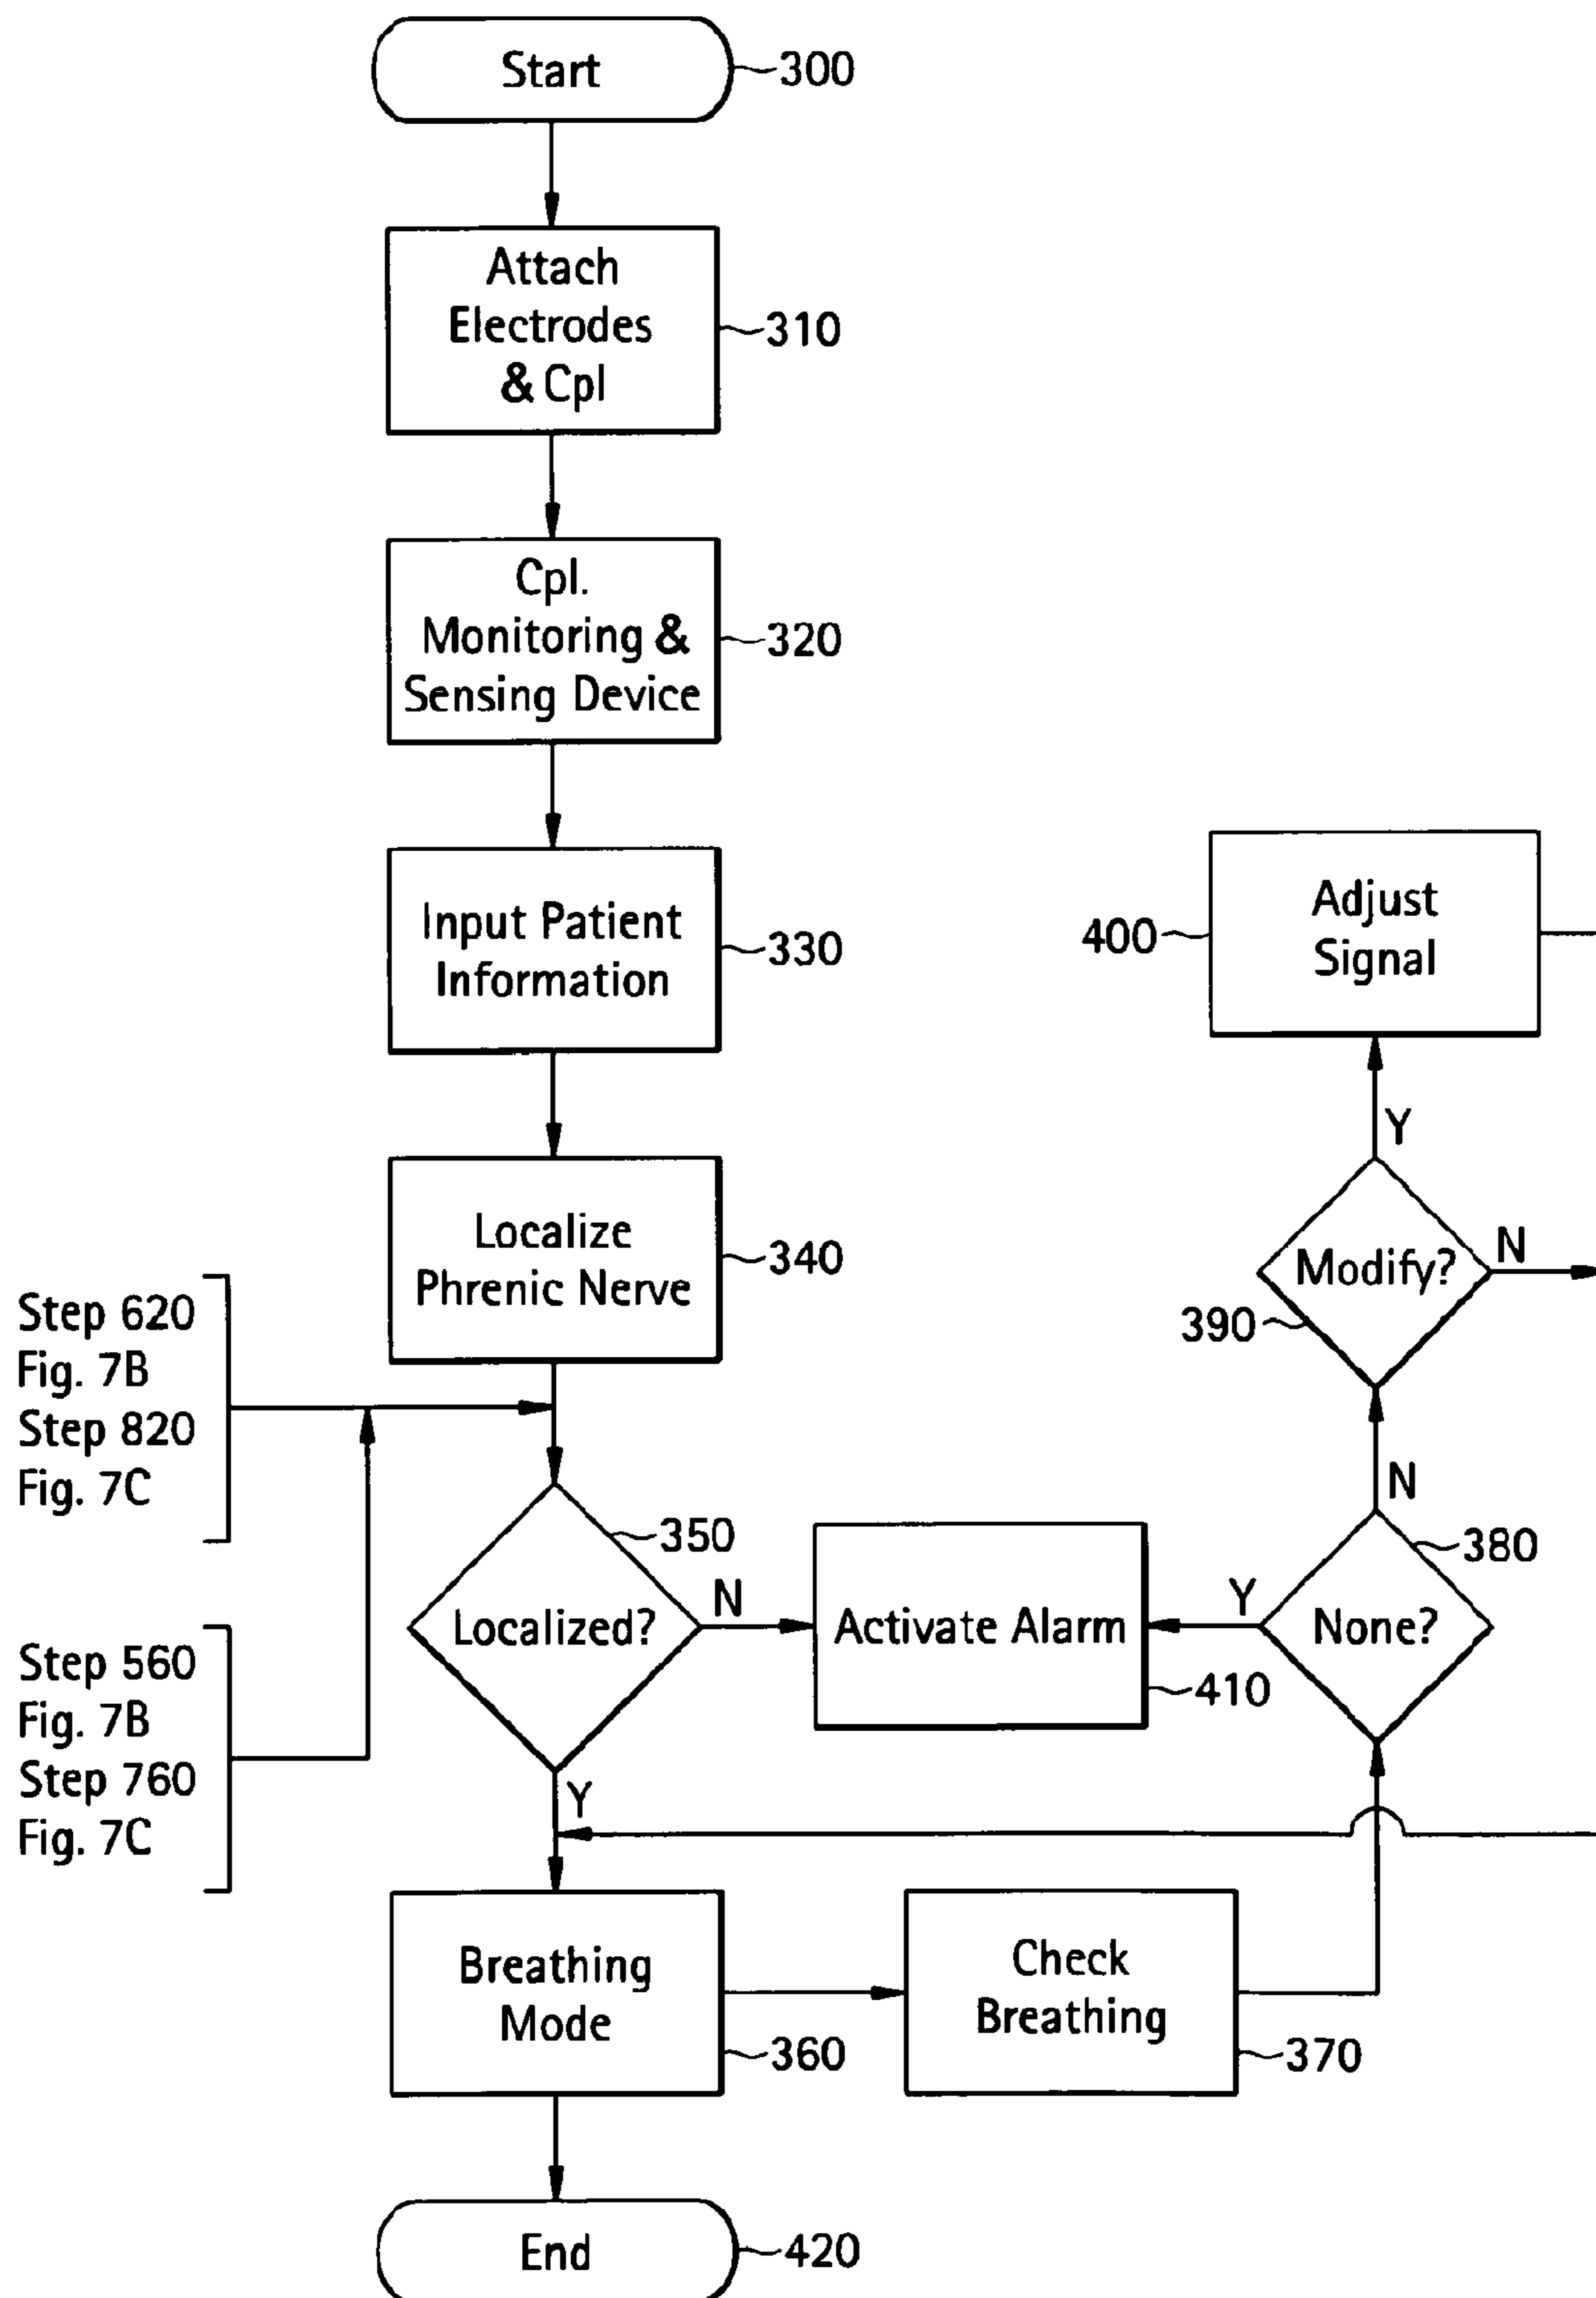 Start
300
Attach
Electrodes
& Cpl
310
Cpl.
Monitoring &
Sensing Device
320
Input Patient
Information
330
Localize
Phrenic Nerve
340
Step 620
Fig. 7B
Step 820
Fig. 7C
Step 560
Fig. 7B
Step 760
Fig. 7C
350
Localized?
N
Y
Activate Alarm
410
Adjust
Signal
400
Y
Modify?
N
390
N
380
None?
Y
Breathing
Mode
360
Check
Breathing
370
End
420